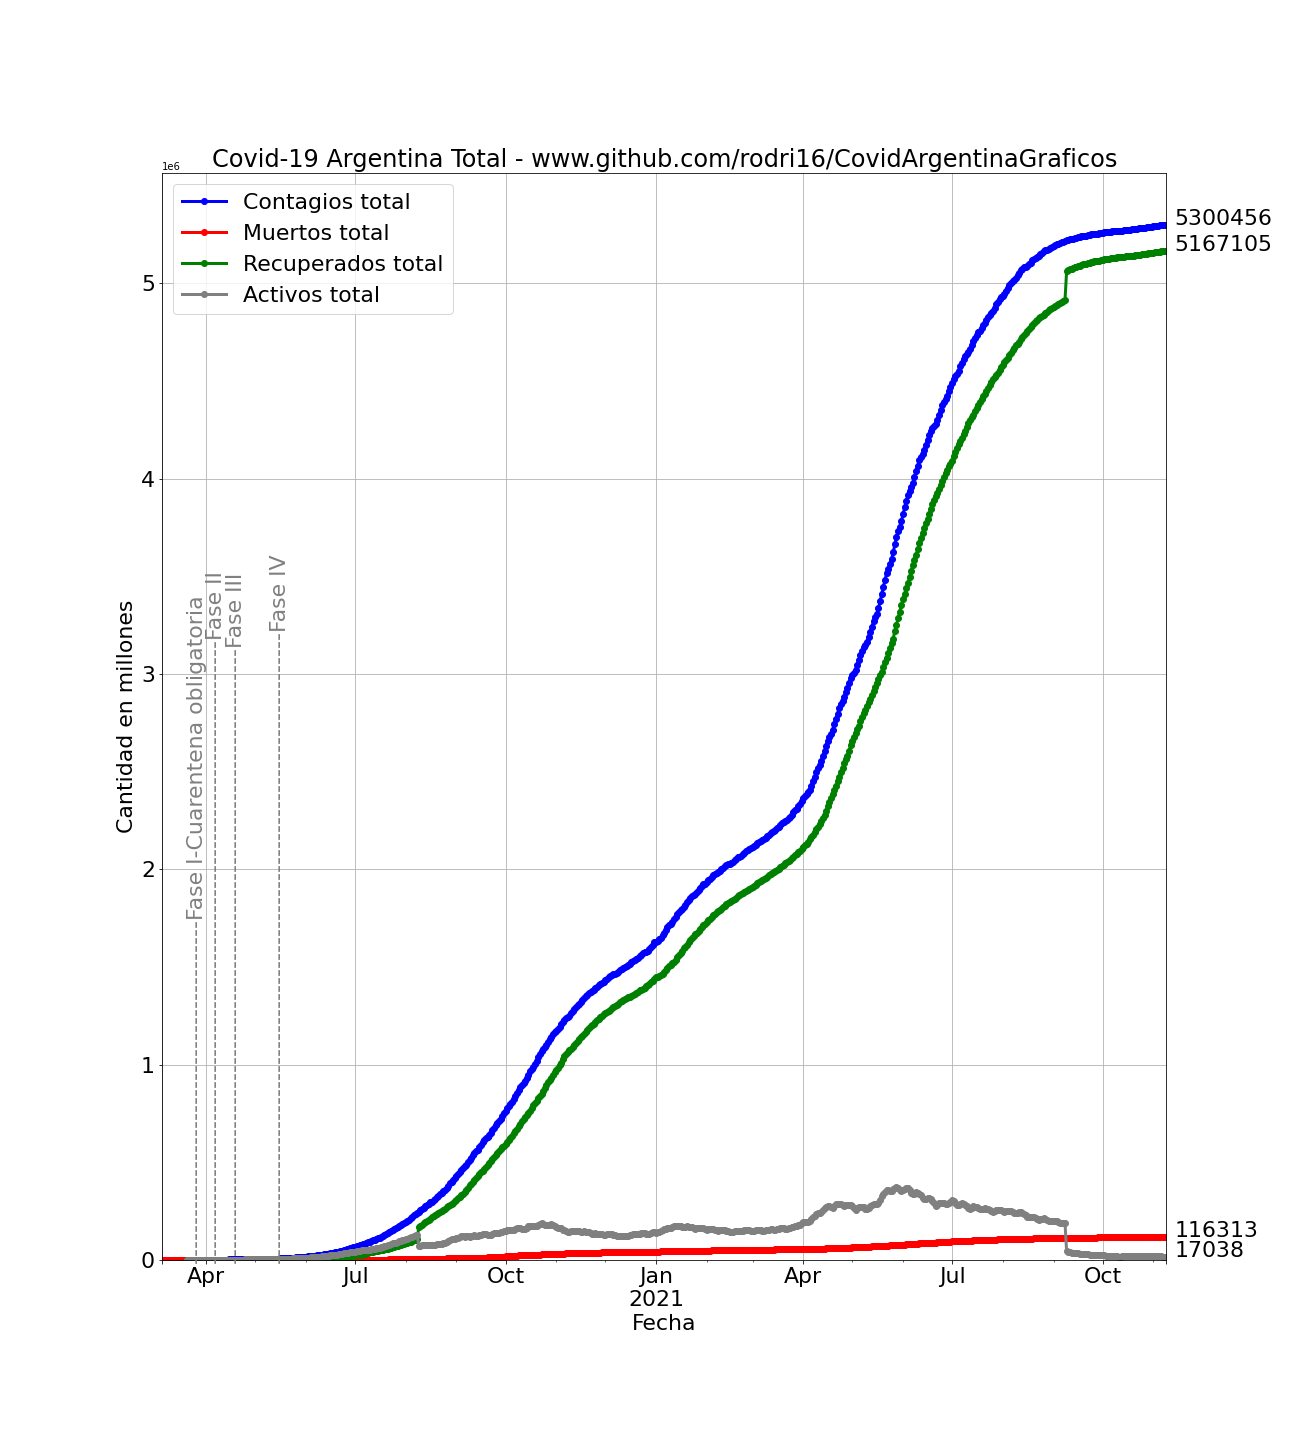 Covid-19 Argentina Total - www.github.com/rodri16/CovidArgentinaGraficos
1e6
Contagios total
Muertos total
Recuperados total
Activos total
5300456
5167105
116313
17038
5
4
3
2
1
0
Cantidad en millones
Fase I-Cuarentena obligatoria
Fase II
Fase III
Fase IV
Apr
Jul
Oct
Jan
2021
Apr
Jul
Oct
Fecha